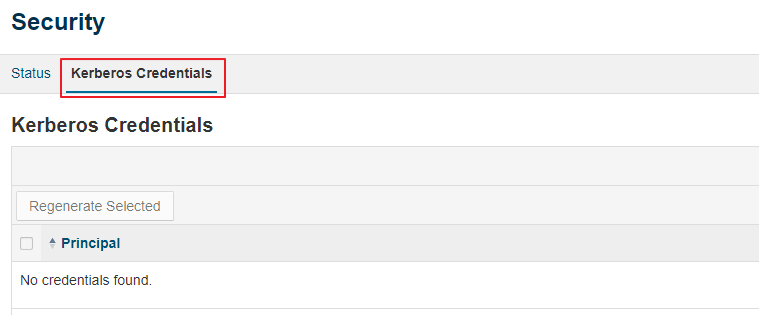 Security
Status Kerberos Credentials
Kerberos Credentials
Regenerate Selected
Principal
No credentials found.